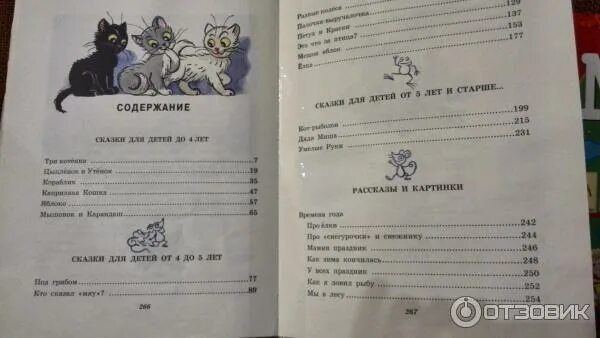 СОДЕРЖАНИЕ
СКАЗКИ ДЛЯ ДЕТЕЙ ДО 4 ЛЕТ
Три котёнка 7
Цыплёнок и Утёнок 19
Кораблик 35
Капризная Кошка 47
Яблоко 57
Мышонок и Карандаш 65
СКАЗКИ ДЛЯ ДЕТЕЙ ОТ 4 ДО 5 ЛЕТ
Под грибом 77
Кто сказал «мяу»? 89
266
Разные колёса
Палочка-выручалочка 129
Петух и Краски 137
Это что за птица? 153
Мешок яблок 177
Ёлка
СКАЗКИ ДЛЯ ДЕТЕЙ ОТ 5 ЛЕТ И СТАРШЕ...
Кот-рыболов 199
Дядя Миша 215
Умелые Руки 231
РАССКАЗЫ И КАРТИНКИ
Времена года
Про ёлки 242
Про «снегурочки» и снежинку 244
Мамин праздник 246
Как зима кончилась 248
У всех праздник 250
Как я ловил рыбу 252
Мы в лесу 254
267
ОТЗОВИК